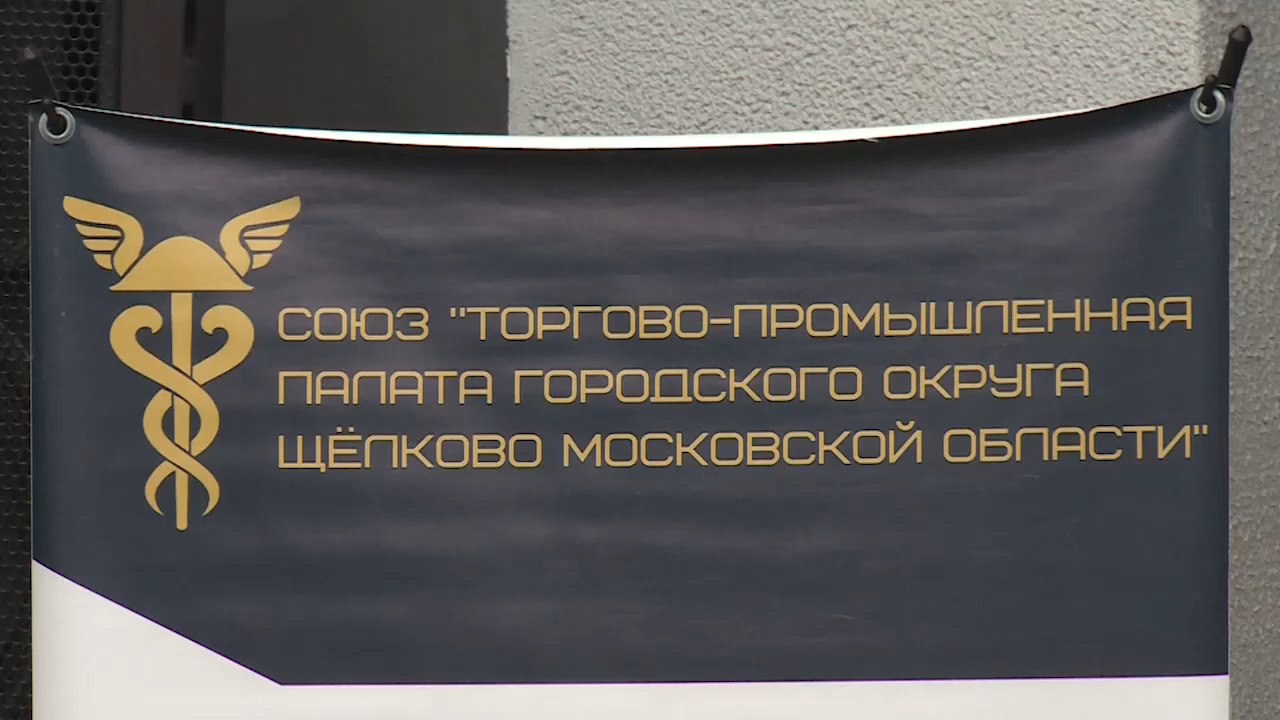 СОЮЗ "ТОРГОВО-ПРОМЫШЛЕННАЯ
ПАЛАТА ГОРОДСКОГО ОКРУГА
ЩЁЛКОВО МОСКОВСКОЙ ОБЛАСТИ"